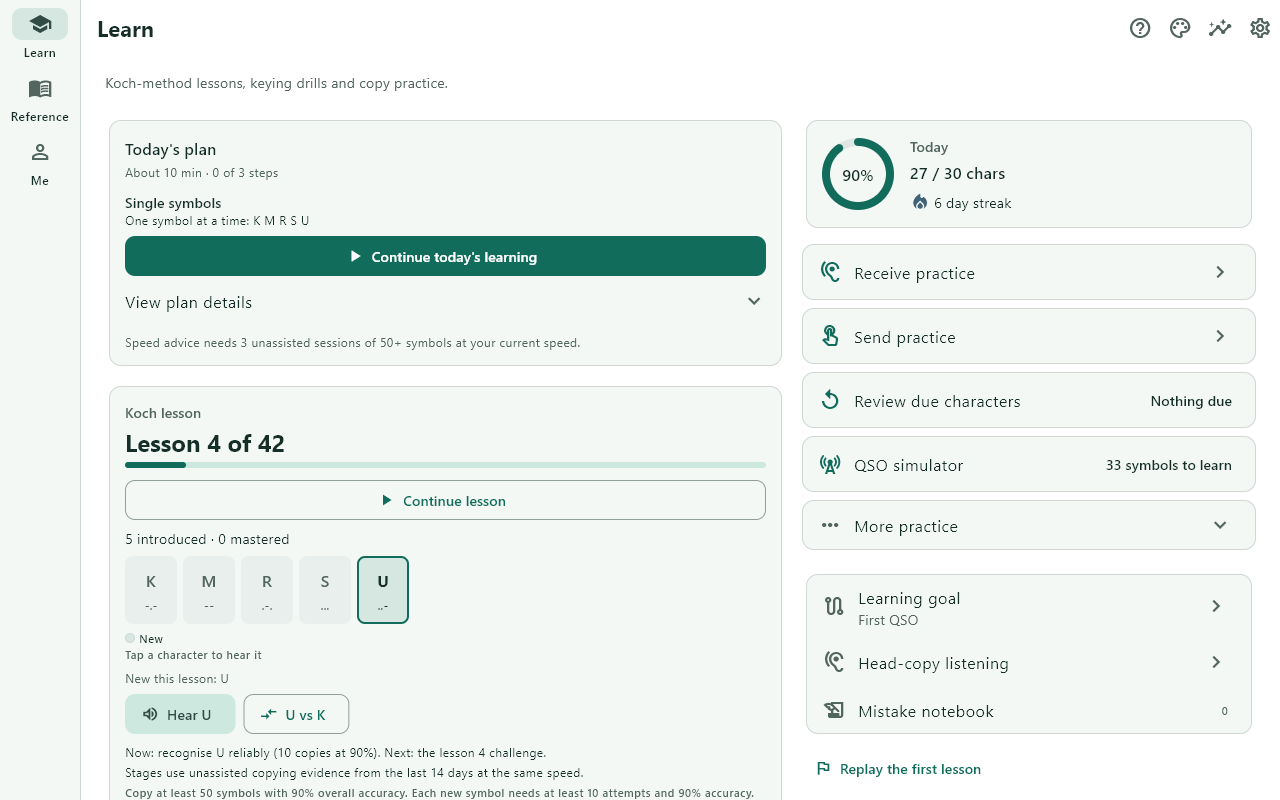 Learn
Reference
Me
Learn
Koch-method lessons, keying drills and copy practice.
Today's plan
About 10 min · 0 of 3 steps
Single symbols
One symbol at a time: K M R S U
Continue today's learning
View plan details
Speed advice needs 3 unassisted sessions of 50+ symbols at your current speed.
Koch lesson
Lesson 4 of 42
Continue lesson
5 introduced · 0 mastered
K M R S U
-.- -- .-. ... ..-
New
Tap a character to hear it
New this lesson: U
Hear U
U vs K
Now: recognise U reliably (10 copies at 90%). Next: the lesson 4 challenge.
Stages use unassisted copying evidence from the last 14 days at the same speed.
Copy at least 50 symbols with 90% overall accuracy. Each new symbol needs at least 10 attempts and 90% accuracy.
90%
Today
27 / 30 chars
6 day streak
Receive practice
Send practice
Review due characters Nothing due
QSO simulator 33 symbols to learn
More practice
Learning goal
First QSO
Head-copy listening
Mistake notebook 0
Replay the first lesson